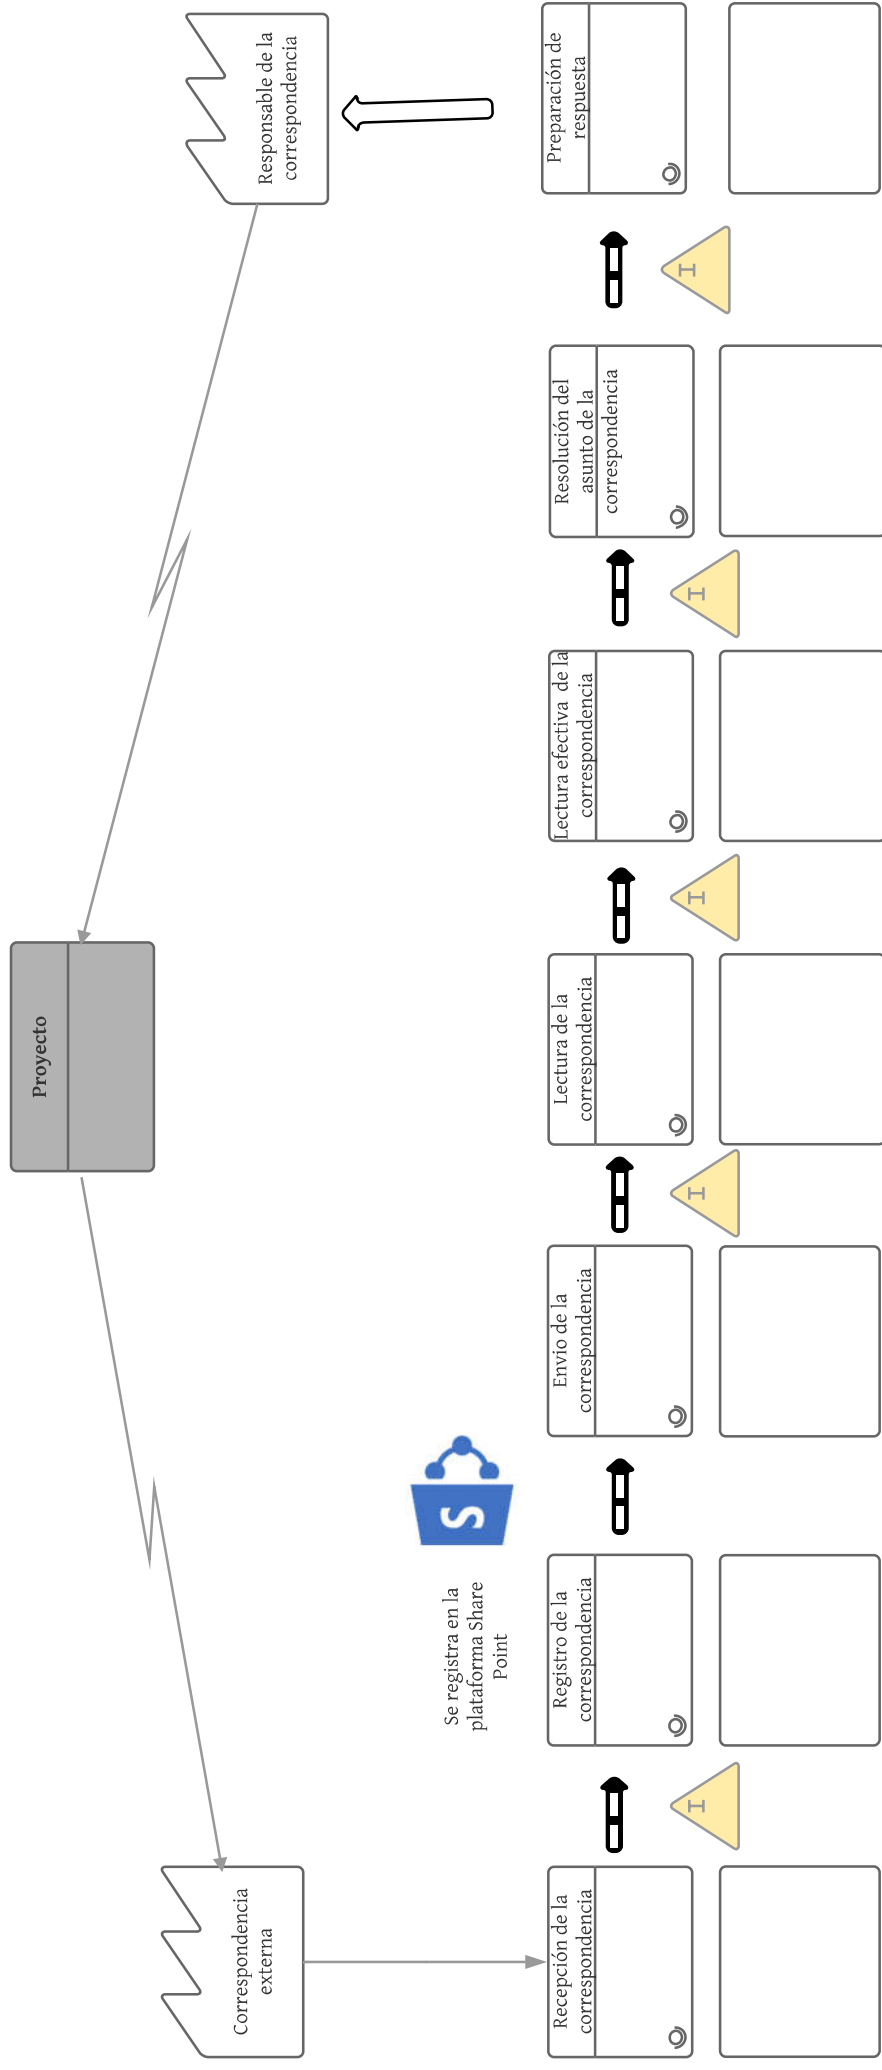 Proyecto
Correspondencia
externa
Responsable de la
correspondencia
Se registra en la
plataforma Share
Point
S
Recepción de la
correspondencia
I
Registro de la
correspondencia
Envio de la
correspondencia
I
Lectura de la
correspondencia
I
Lectura efectiva de la
correspondencia
I
Resolución del
asunto de la
correspondencia
I
Preparación de
respuesta